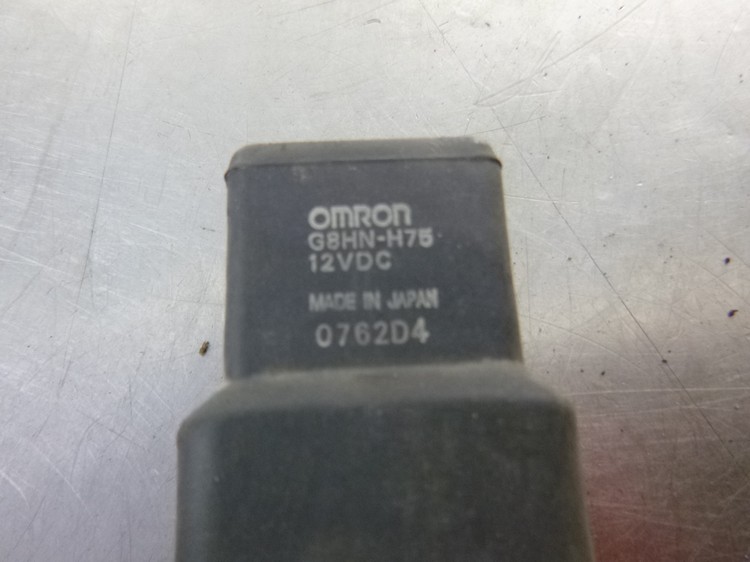 omron
G8HN-H75
12VDC
MADE IN JAPAN
0762D4